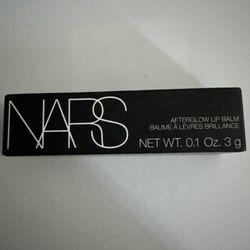 NARS
AFTERGLOW LIP BALM
BAUME À LÈVRES BRILLANCE
NET WT. 0.1 Oz. 3 g